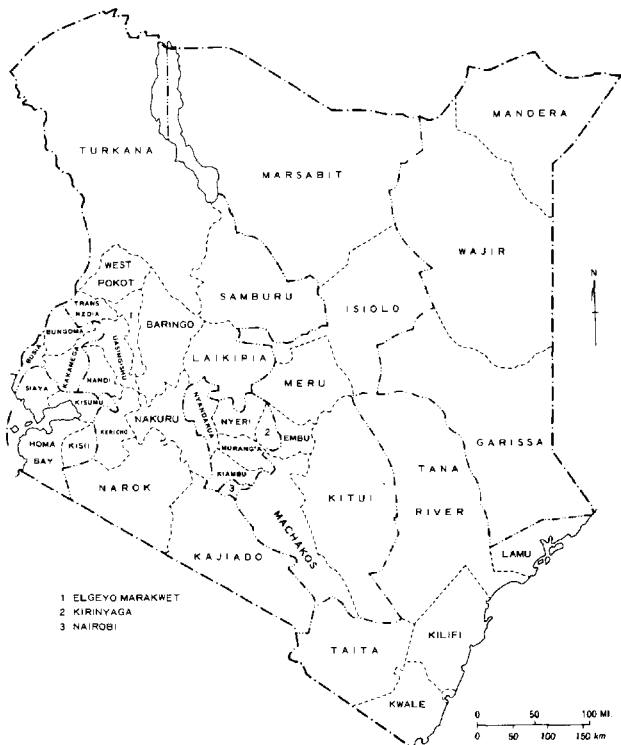 MANDERA
TURKANA
MARSABIT
WAJIR
WEST
POKOT
SAMBURU
ISIOLO
TRANS
NZOIA
BARINGO
1
BUNGOMA
UASINGISHU
BUSIA
KAKAMEGA
LAIKIPIA
NANDI
MERU
SIAYA
KISUMU
NYANDARUA
NAKURU
NYERI
2
EMBU
KERICHO
HOMA
BAY
KISII
MURANG'A
GARISSA
KIAMBU
3
TANA
RIVER
NAROK
KITUI
MACHAKOS
KAJIADO
LAMU
N
1 ELGEYO MARAKWET
2 KIRINYAGA
3 NAIROBI
TAITA
KILIFI
KWALE
0 50 100 MI.
0 50 100 150 km